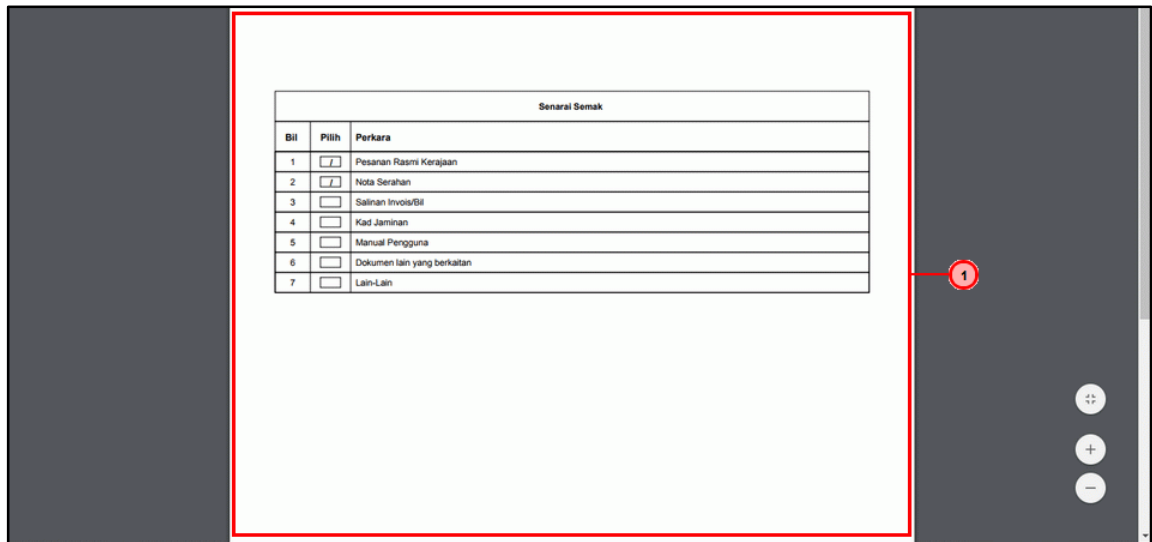 Senarai Semak
Bil Pilih Perkara
1 / Pesanan Rasmi Kerajaan
2 / Nota Serahan
3 Salinan Invois/Bil
4 Kad Jaminan
5 Manual Pengguna
6 Dokumen lain yang berkaitan
7 Lain-Lain
1